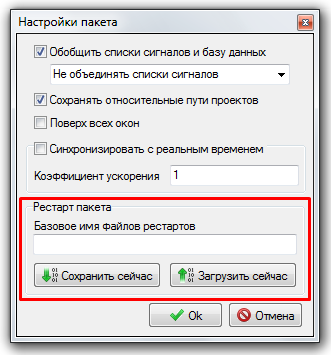 Настройки пакета
Обобщить списки сигналов и базу данных
Не объединять списки сигналов
Сохранять относительные пути проектов
Поверх всех окон
Синхронизировать с реальным временем
Коэффициент ускорения 1
Рестарт пакета
Базовое имя файлов рестартов
Сохранить сейчас Загрузить сейчас
Ok Отмена